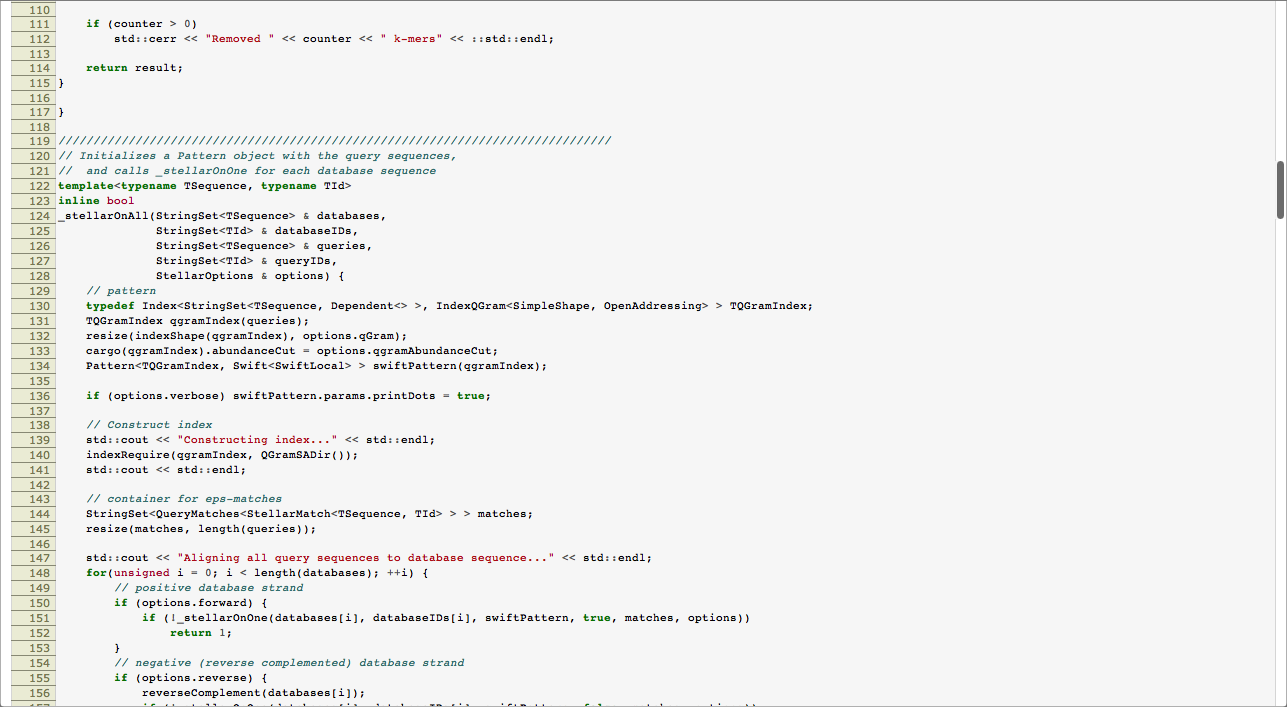 110
111     if (counter > 0)
112         std::cerr << "Removed " << counter << " k-mers" << ::std::endl;
113
114     return result;
115 }
116
117 }
118
119 ///////////////////////////////////////////////////////////////////////////////
120 // Initializes a Pattern object with the query sequences,
121 //  and calls _stellarOnOne for each database sequence
122 template<typename TSequence, typename TId>
123 inline bool
124 _stellarOnAll(StringSet<TSequence> & databases,
125               StringSet<TId> & databaseIDs,
126               StringSet<TSequence> & queries,
127               StringSet<TId> & queryIDs,
128               StellarOptions & options) {
129     // pattern
130     typedef Index<StringSet<TSequence, Dependent<> >, IndexQGram<SimpleShape, OpenAddressing> > TQGramIndex;
131     TQGramIndex qgramIndex(queries);
132     resize(indexShape(qgramIndex), options.qGram);
133     cargo(qgramIndex).abundanceCut = options.qgramAbundanceCut;
134     Pattern<TQGramIndex, Swift<SwiftLocal> > swiftPattern(qgramIndex);
135
136     if (options.verbose) swiftPattern.params.printDots = true;
137
138     // Construct index
139     std::cout << "Constructing index..." << std::endl;
140     indexRequire(qgramIndex, QGramSADir());
141     std::cout << std::endl;
142
143     // container for eps-matches
144     StringSet<QueryMatches<StellarMatch<TSequence, TId> > > matches;
145     resize(matches, length(queries));
146
147     std::cout << "Aligning all query sequences to database sequence..." << std::endl;
148     for(unsigned i = 0; i < length(databases); ++i) {
149         // positive database strand
150         if (options.forward) {
151             if (!_stellarOnOne(databases[i], databaseIDs[i], swiftPattern, true, matches, options))
152                 return 1;
153         }
154         // negative (reverse complemented) database strand
155         if (options.reverse) {
156             reverseComplement(databases[i]);